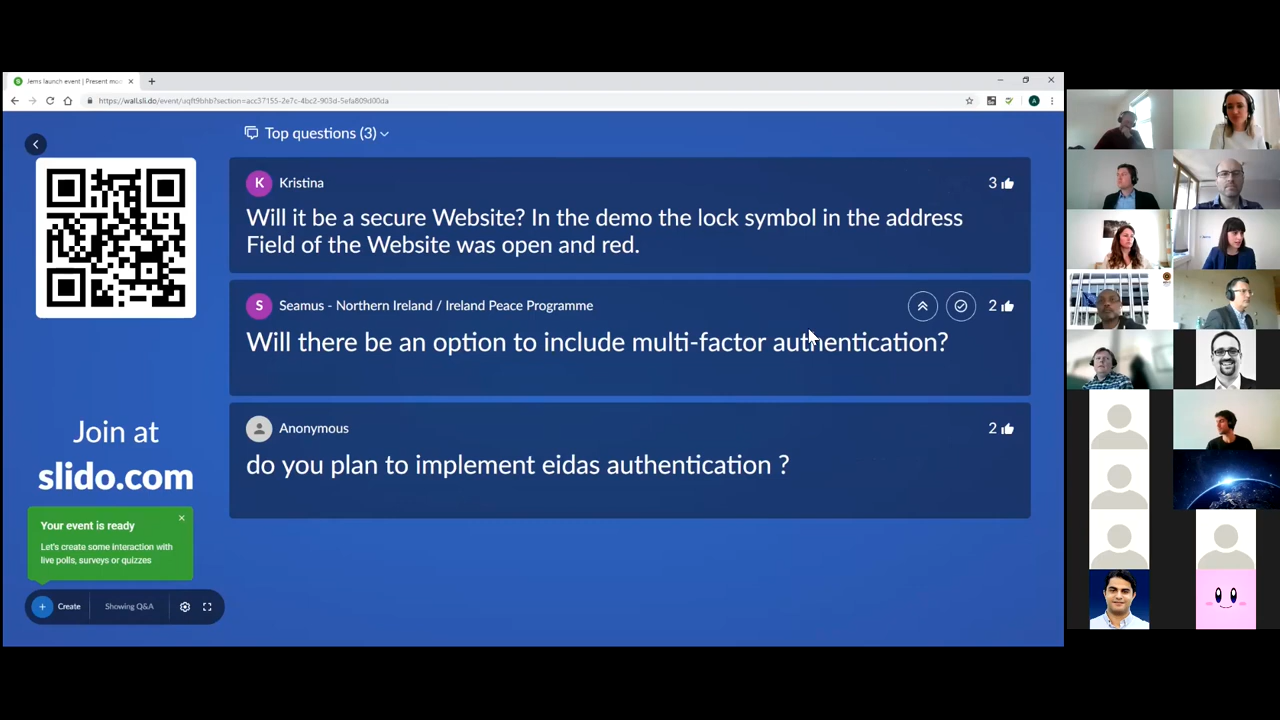 Jems launch event | Present mo
https://wall.sli.do/event/uqft9bhb?section=acc37155-2e7c-4bc2-903d-5efa809d00da
A
Top questions (3)
K
Kristina
3
Will it be a secure Website? In the demo the lock symbol in the address
Field of the Website was open and red.
S
Seamus - Northern Ireland / Ireland Peace Programme
2
Will there be an option to include multi-factor authentication?
Anonymous
2
do you plan to implement eidas authentication ?
Join at
slido.com
Your event is ready
Let's create some interaction with
live polls, surveys or quizzes
Create
Showing Q&A